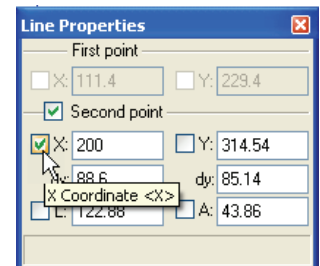 Line Properties
First point
X: 111.4 Y: 229.4
Second point
X: 200 Y: 314.54
88.6 dy: 85.14
X Coordinate <X>
122.88 A: 43.86